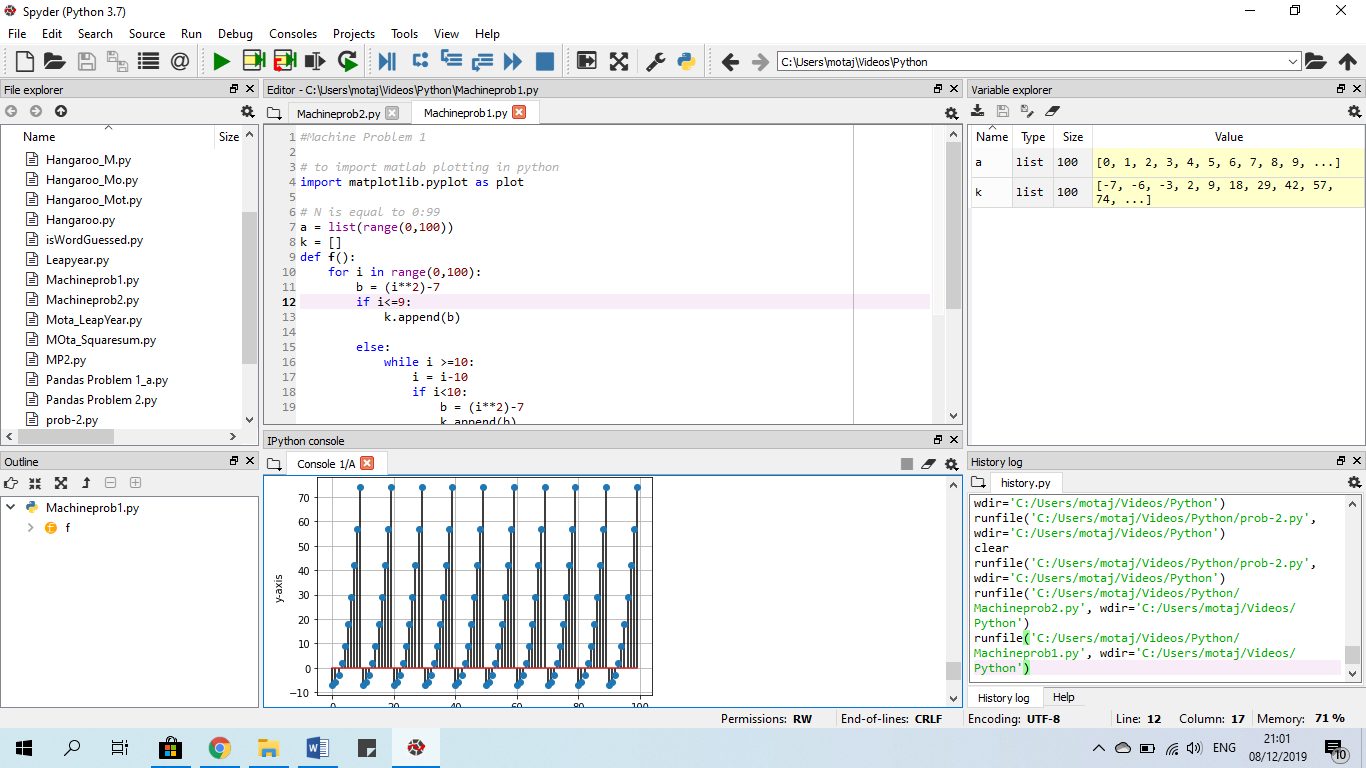 Spyder (Python 3.7)
File Edit Search Source Run Debug Consoles Projects Tools View Help
C:\Users\motaj\Videos\Python
File explorer
Name Size
Hangaroo_M.py
Hangaroo_Mo.py
Hangaroo_Mot.py
Hangaroo.py
isWordGuessed.py
Leapyear.py
Machineprob1.py
Machineprob2.py
Mota_LeapYear.py
MOta_Squaresum.py
MP2.py
Pandas Problem 1_a.py
Pandas Problem 2.py
prob-2.py
Outline
Machineprob1.py
f
Editor - C:\Users\motaj\Videos\Python\Machineprob1.py
Machineprob2.py Machineprob1.py
1 #Machine Problem 1
2
3 # to import matlab plotting in python
4 import matplotlib.pyplot as plot
5
6 # N is equal to 0:99
7 a = list(range(0,100))
8 k = []
9 def f():
10 for i in range(0,100):
11 b = (i**2)-7
12 if i<=9:
13 k.append(b)
14
15 else:
16 while i >=10:
17 i = i-10
18 if i<10:
19 b = (i**2)-7
k.append(b)
IPython console
Console 1/A
70
60
50
40
30
20
10
0
−10
y-axis
0 20 40 60 80 100
Variable explorer
Name Type Size Value
a list 100 [0, 1, 2, 3, 4, 5, 6, 7, 8, 9, ...]
k list 100 [-7, -6, -3, 2, 9, 18, 29, 42, 57,
74, ...]
History log
history.py
wdir='C:/Users/motaj/Videos/Python')
runfile('C:/Users/motaj/Videos/Python/prob-2.py',
wdir='C:/Users/motaj/Videos/Python')
clear
runfile('C:/Users/motaj/Videos/Python/prob-2.py',
wdir='C:/Users/motaj/Videos/Python')
runfile('C:/Users/motaj/Videos/Python/
Machineprob2.py', wdir='C:/Users/motaj/Videos/
Python')
runfile('C:/Users/motaj/Videos/Python/
Machineprob1.py', wdir='C:/Users/motaj/Videos/
Python')
History log Help
Permissions: RW End-of-lines: CRLF Encoding: UTF-8 Line: 12 Column: 17 Memory: 71 %
ENG
21:01
08/12/2019
10